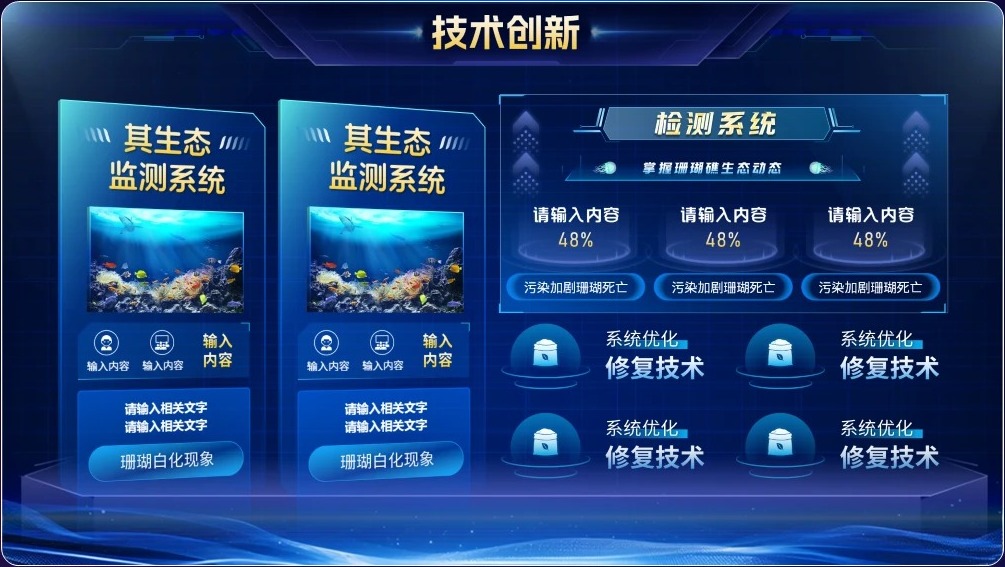 技术创新
其生态
监测系统
输入内容
输入内容
输入
内容
请输入相关文字
请输入相关文字
珊瑚白化现象
其生态
监测系统
输入内容
输入内容
输入
内容
请输入相关文字
请输入相关文字
珊瑚白化现象
检测系统
掌握珊瑚礁生态动态
请输入内容
48%
污染加剧珊瑚死亡
请输入内容
48%
污染加剧珊瑚死亡
请输入内容
48%
污染加剧珊瑚死亡
系统优化
修复技术
系统优化
修复技术
系统优化
修复技术
系统优化
修复技术